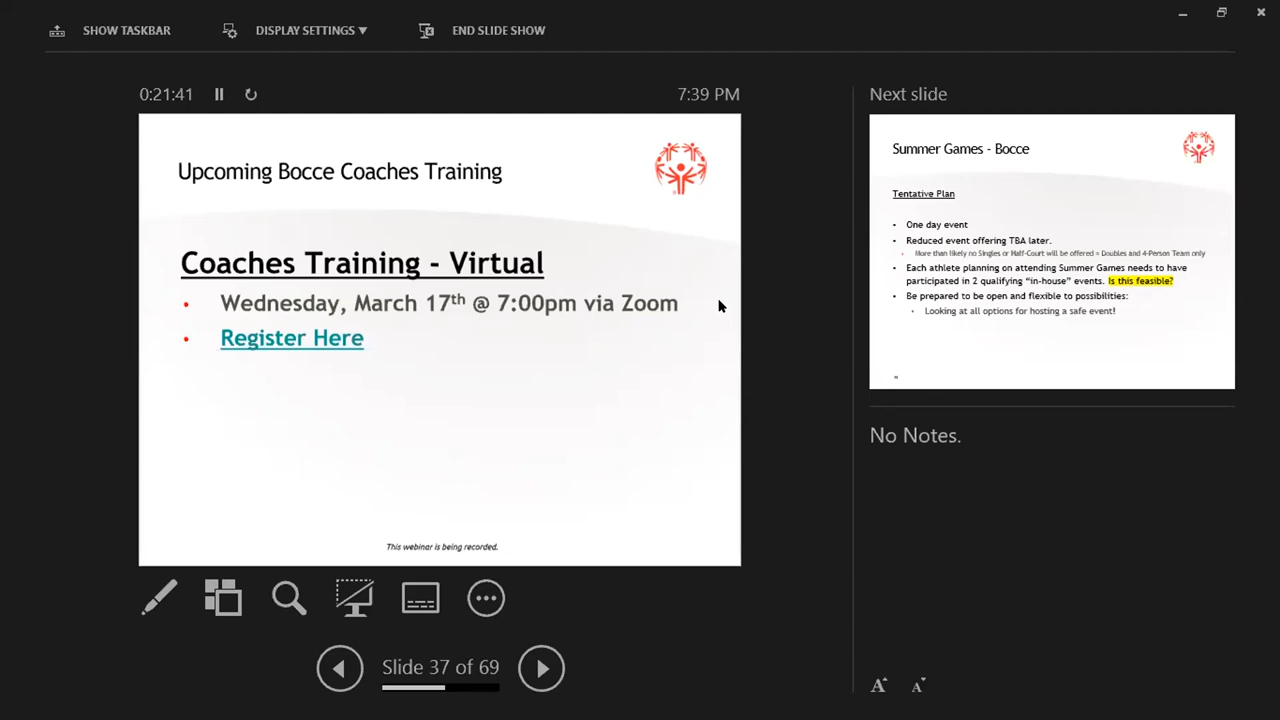 SHOW TASKBAR
DISPLAY SETTINGS ▼
END SLIDE SHOW
0:21:41
7:39 PM
Upcoming Bocce Coaches Training
Coaches Training - Virtual
• Wednesday, March 17th @ 7:00pm via Zoom
• Register Here
This webinar is being recorded.
Slide 37 of 69
Next slide
Summer Games - Bocce
Tentative Plan
• One day event
• Reduced event offering TBA later.
• More than likely no Singles or Half-Court will be offered = Doubles and 4-Person Team only
• Each athlete planning on attending Summer Games needs to have
participated in 2 qualifying “in-house” events. Is this feasible?
• Be prepared to be open and flexible to possibilities:
• Looking at all options for hosting a safe event!
No Notes.
A A